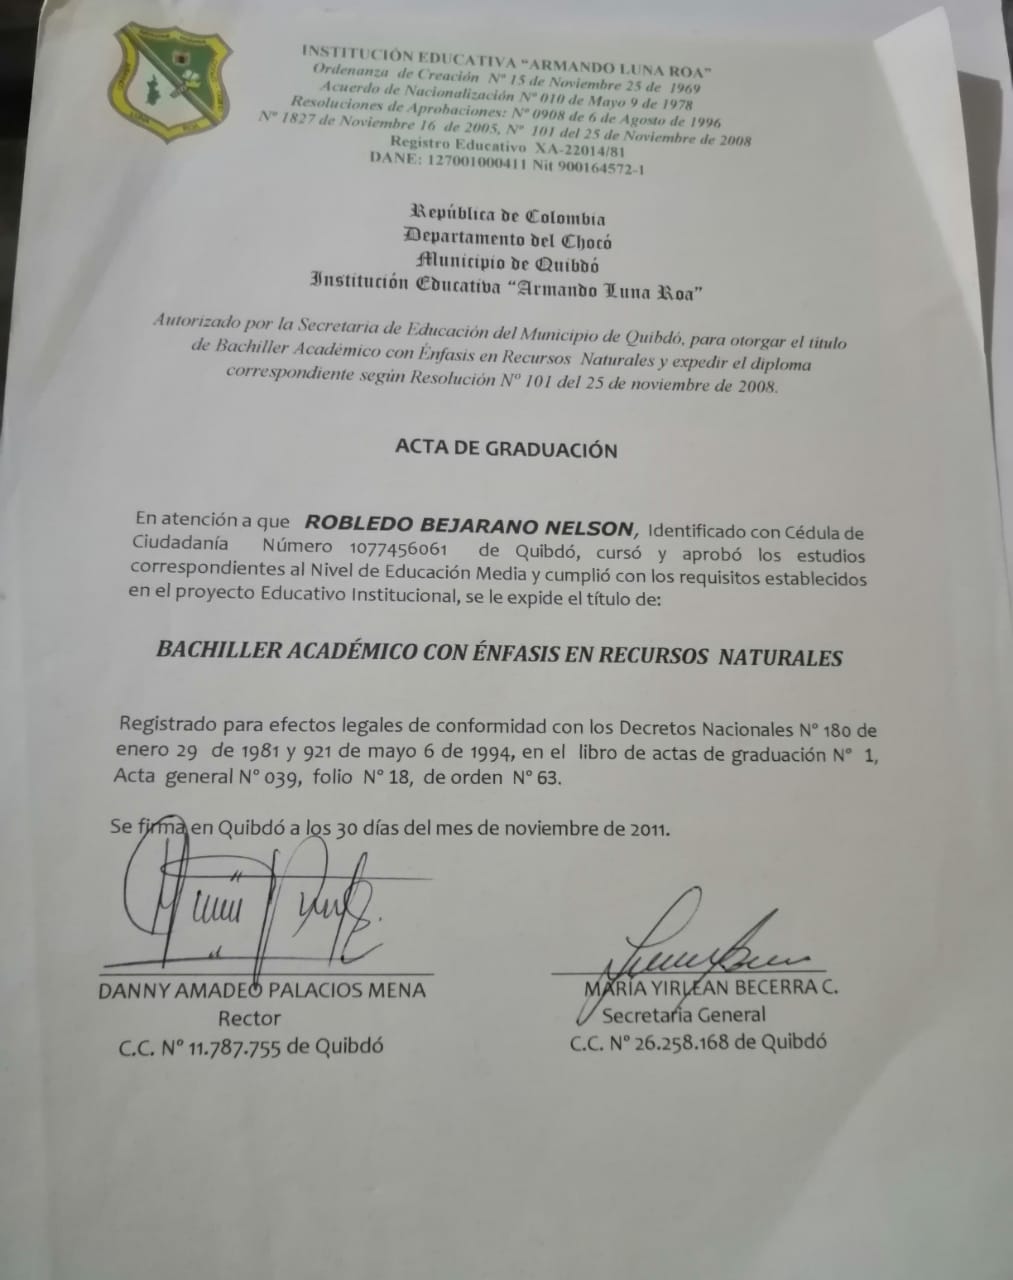 INSTITUCIÓN EDUCATIVA “ARMANDO LUNA ROA”
Ordenanza de Creación Nº 15 de Noviembre 25 de 1969
Acuerdo de Nacionalización Nº 010 de Mayo 9 de 1978
Resoluciones de Aprobaciones: Nº 0908 de 6 de Agosto de 1996
Nº 1827 de Noviembre 16 de 2005, Nº 101 del 25 de Noviembre de 2008
Registro Educativo XA-22014/81
DANE: 127001000411 Nit 900164572-1
República de Colombia
Departamento del Chocó
Municipio de Quibdó
Institución Educativa “Armando Luna Roa”
Autorizado por la Secretaria de Educación del Municipio de Quibdó, para otorgar el título
de Bachiller Académico con Énfasis en Recursos Naturales y expedir el diploma
correspondiente según Resolución Nº 101 del 25 de noviembre de 2008.
ACTA DE GRADUACIÓN
En atención a que ROBLEDO BEJARANO NELSON, Identificado con Cédula de
Ciudadanía Número 1077456061 de Quibdó, cursó y aprobó los estudios
correspondientes al Nivel de Educación Media y cumplió con los requisitos establecidos
en el proyecto Educativo Institucional, se le expide el título de:
BACHILLER ACADÉMICO CON ÉNFASIS EN RECURSOS NATURALES
Registrado para efectos legales de conformidad con los Decretos Nacionales Nº 180 de
enero 29 de 1981 y 921 de mayo 6 de 1994, en el libro de actas de graduación Nº 1,
Acta general Nº 039, folio Nº 18, de orden Nº 63.
Se firma en Quibdó a los 30 días del mes de noviembre de 2011.
DANNY AMADEO PALACIOS MENA
Rector
C.C. Nº 11.787.755 de Quibdó
MARÍA YIRLEAN BECERRA C.
Secretaria General
C.C. Nº 26.258.168 de Quibdó